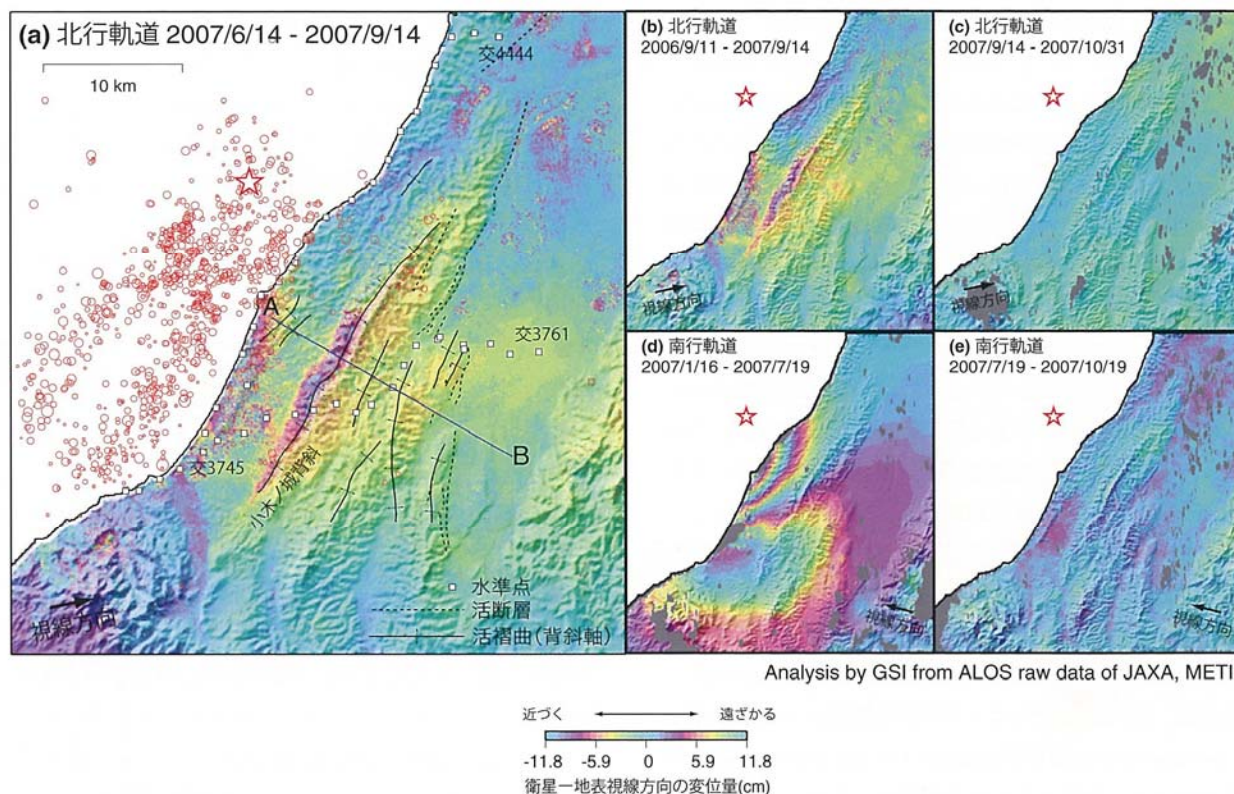 (a) 北行軌道 2007/6/14 - 2007/9/14
10 km
交4444
A
交3761
B
交3745
小木ノ城背斜
視線方向
水準点
活断層
活褶曲(背斜軸)
(b) 北行軌道
2006/9/11 - 2007/9/14
視線方向
(c) 北行軌道
2007/9/14 - 2007/10/31
視線方向
(d) 南行軌道
2007/1/16 - 2007/7/19
視線方向
(e) 南行軌道
2007/7/19 - 2007/10/19
視線方向
Analysis by GSI from ALOS raw data of JAXA, METI
近づく 遠ざかる
-11.8 -5.9 0 5.9 11.8
衛星－地表視線方向の変位量(cm)